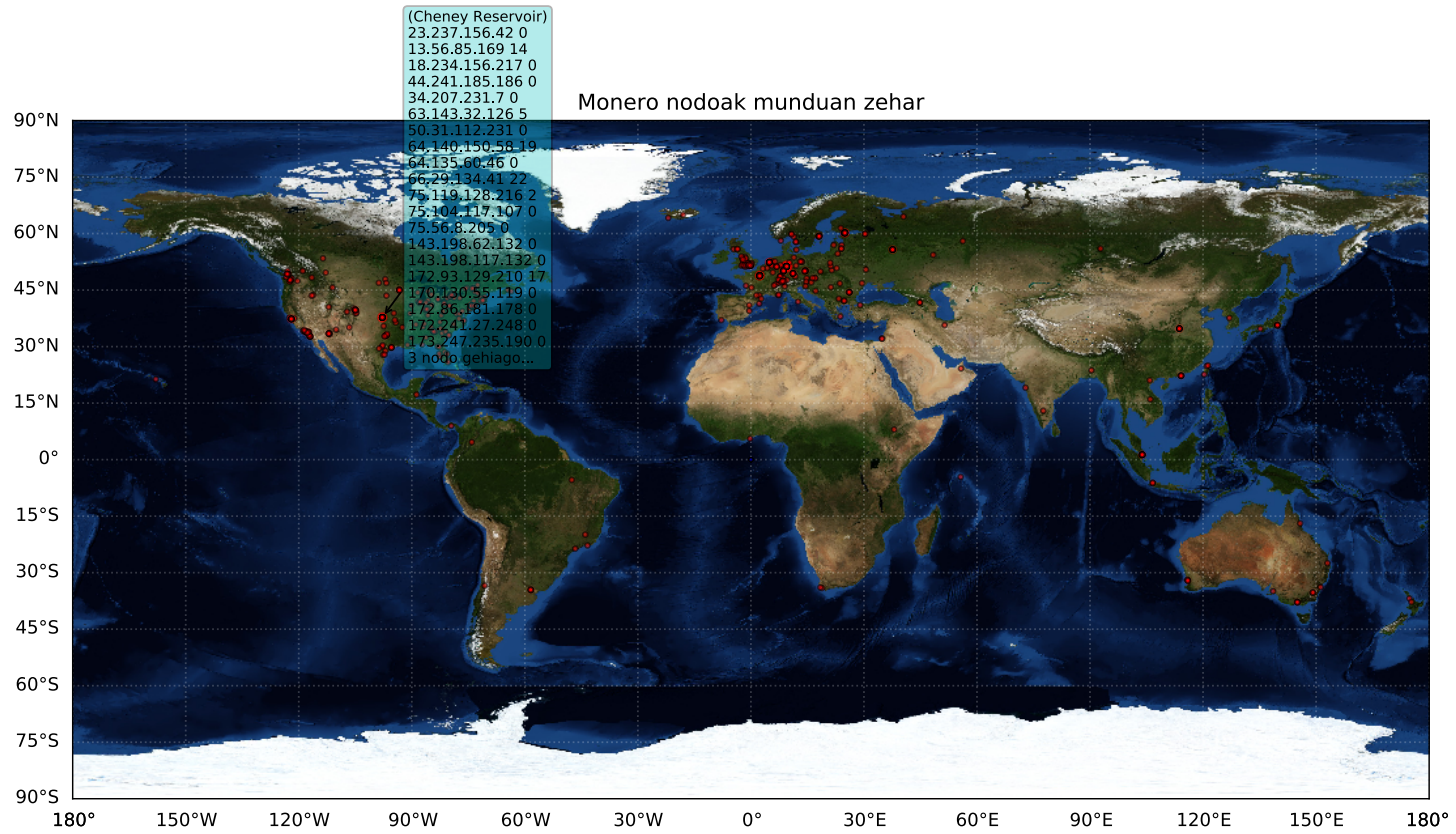 (Cheney Reservoir)
23.237.156.42 0
13.56.85.169 14
18.234.156.217 0
44.241.185.186 0
34.207.231.7 0
63.143.32.126 5
50.31.112.231 0
64.140.150.58 19
64.135.60.46 0
66.29.134.41 22
75.119.128.216 2
75.104.117.107 0
75.56.8.205 0
143.198.62.132 0
143.198.117.132 0
172.93.129.210 17
170.130.55.119 0
172.86.181.178 0
172.241.27.248 0
173.247.235.190 0
3 nodo gehiago...
Monero nodoak munduan zehar
90°N
75°N
60°N
45°N
30°N
15°N
0°
15°S
30°S
45°S
60°S
75°S
90°S
180° 150°W 120°W 90°W 60°W 30°W 0° 30°E 60°E 90°E 120°E 150°E 180°